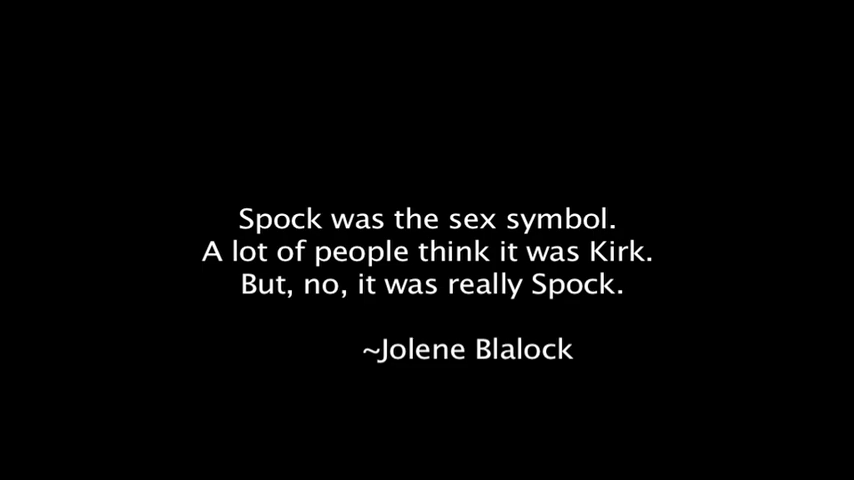 Spock was the sex symbol.
A lot of people think it was Kirk.
But, no, it was really Spock.
~Jolene Blalock